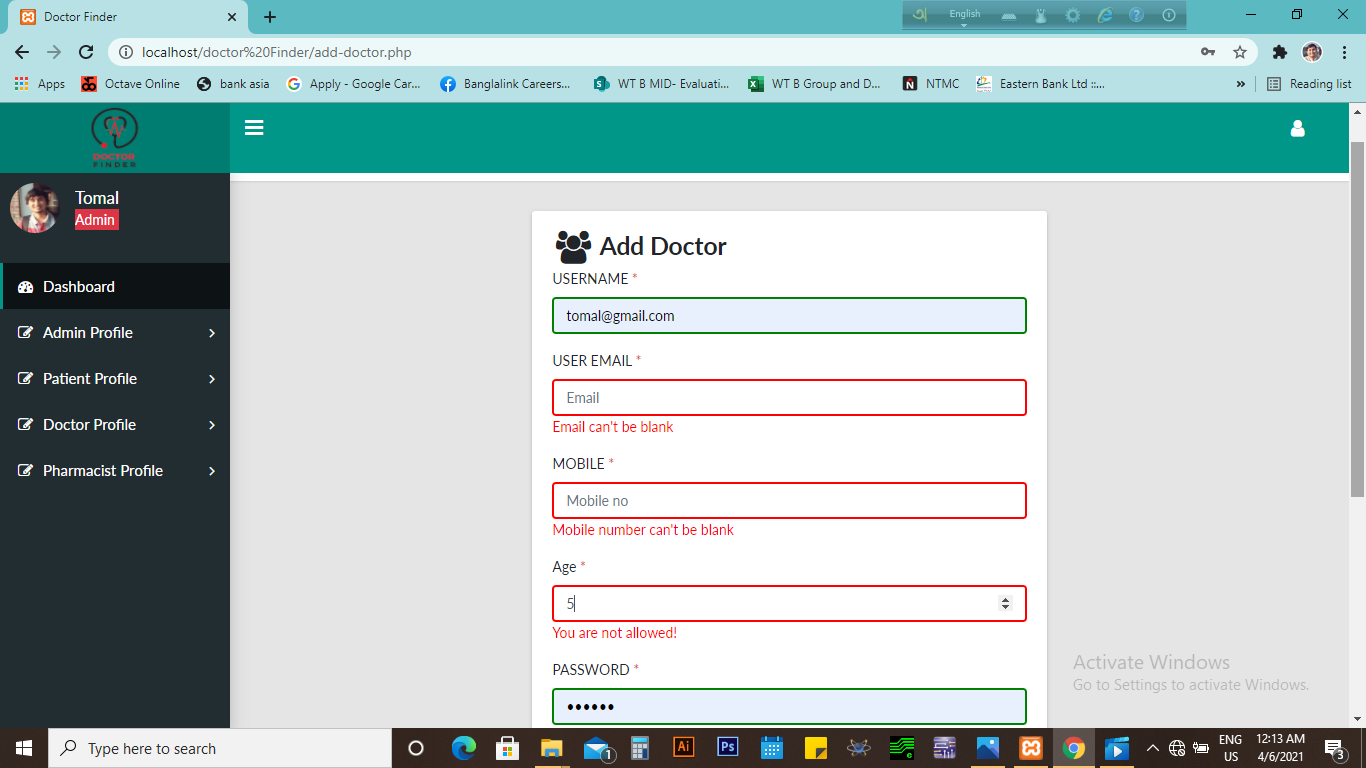 Doctor Finder
English
localhost/doctor%20Finder/add-doctor.php
Apps
Octave Online
bank asia
Apply - Google Car...
Banglalink Careers...
WT B MID- Evaluati...
WT B Group and D...
NTMC
Eastern Bank Ltd ::...
»
Reading list
DOCTOR
FINDER
Tomal
Admin
Dashboard
Admin Profile
Patient Profile
Doctor Profile
Pharmacist Profile
Add Doctor
USERNAME *
tomal@gmail.com
USER EMAIL *
Email
Email can't be blank
MOBILE *
Mobile no
Mobile number can't be blank
Age *
5
You are not allowed!
PASSWORD *
••••••
Activate Windows
Go to Settings to activate Windows.
Type here to search
1
Ai
Ps
ENG
US
12:13 AM
4/6/2021
3